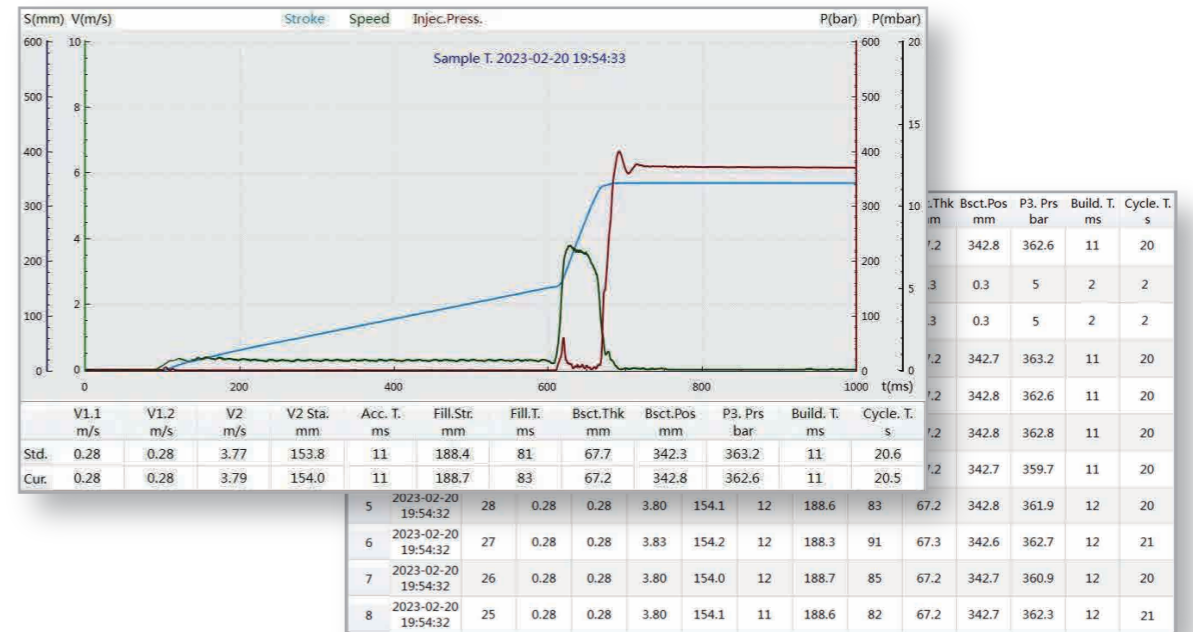 S(mm) V(m/s) Stroke Speed Injec.Press. P(bar) P(mbar)
Sample T. 2023-02-20 19:54:33
600 10 600 20
500 500
8
400 400 15
6
300 300 10
4
200 200
5
2
100 100
0 0 0 0
0 200 400 600 800 1000 t(ms)
V1.1 V1.2 V2 V2 Sta. Acc. T. Fill.Str. Fill.T. Bsct.Thk Bsct.Pos P3. Prs Build. T. Cycle. T.
m/s m/s m/s mm ms mm ms mm mm bar ms s
Std. 0.28 0.28 3.77 153.8 11 188.4 81 67.7 342.3 363.2 11 20.6
Cur. 0.28 0.28 3.79 154.0 11 188.7 83 67.2 342.8 362.6 11 20.5
Bsct.Pos P3. Prs Build. T. Cycle. T.
mm bar ms s
342.8 362.6 11 20
0.3 5 2 2
0.3 5 2 2
342.7 363.2 11 20
342.8 362.6 11 20
342.8 362.8 11 20
342.7 359.7 11 20
5 2023-02-20 19:54:32 28 0.28 0.28 3.80 154.1 12 188.6 83 67.2 342.8 361.9 12 20
6 2023-02-20 19:54:32 27 0.28 0.28 3.83 154.2 12 188.3 91 67.3 342.6 362.7 12 21
7 2023-02-20 19:54:32 26 0.28 0.28 3.80 154.0 12 188.7 85 67.2 342.7 360.9 12 20
8 2023-02-20 19:54:32 25 0.28 0.28 3.80 154.1 11 188.6 82 67.2 342.7 362.3 12 21